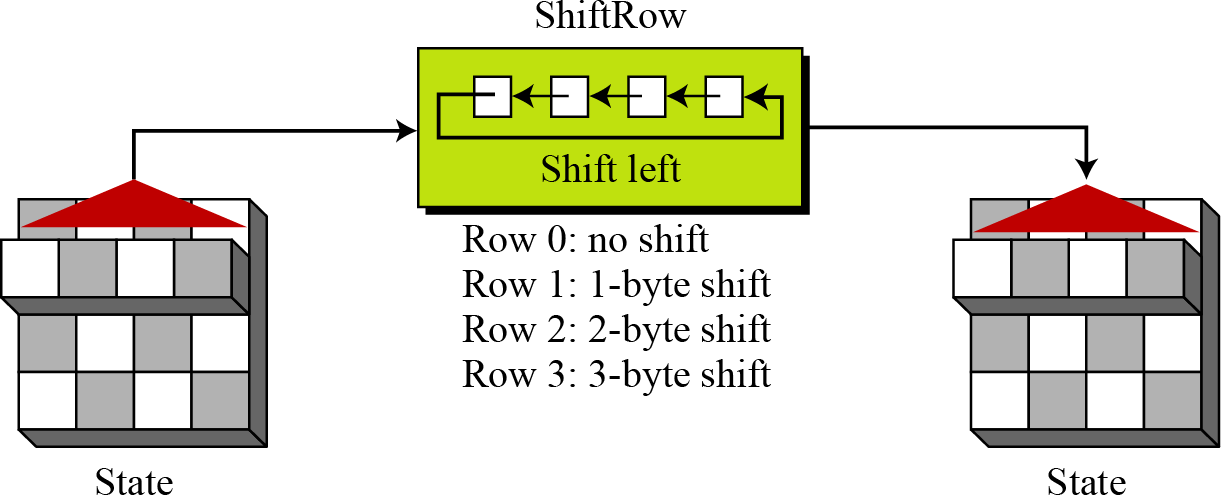 ShiftRow
Shift left
Row 0: no shift
Row 1: 1-byte shift
Row 2: 2-byte shift
Row 3: 3-byte shift
State
State